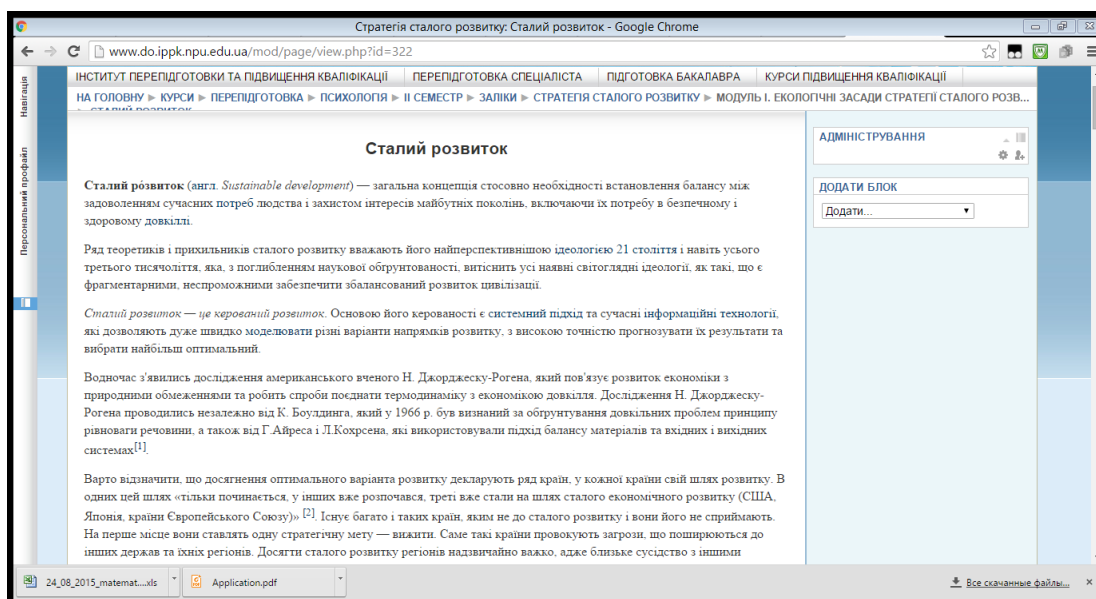 Стратегія сталого розвитку: Сталий розвиток - Google Chrome
www.do.ippk.npu.edu.ua/mod/page/view.php?id=322
ІНСТИТУТ ПЕРЕПІДГОТОВКИ ТА ПІДВИЩЕННЯ КВАЛІФІКАЦІЇ ПЕРЕПІДГОТОВКА СПЕЦІАЛІСТА ПІДГОТОВКА БАКАЛАВРА КУРСИ ПІДВИЩЕННЯ КВАЛІФІКАЦІЇ
НА ГОЛОВНУ ► КУРСИ ► ПЕРЕПІДГОТОВКА ► ПСИХОЛОГІЯ ► ІІ СЕМЕСТР ► ЗАЛІКИ ► СТРАТЕГІЯ СТАЛОГО РОЗВИТКУ ► МОДУЛЬ І. ЕКОЛОГІЧНІ ЗАСАДИ СТРАТЕГІЇ СТАЛОГО РОЗВ...
► СТАЛИЙ РОЗВИТОК
Навігація
Персональний профайл
Сталий розвиток
Сталий ро́звиток (англ. Sustainable development) — загальна концепція стосовно необхідності встановлення балансу між
задоволенням сучасних потреб людства і захистом інтересів майбутніх поколінь, включаючи їх потребу в безпечному і
здоровому довкіллі.
Ряд теоретиків і прихильників сталого розвитку вважають його найперспективнішою ідеологією 21 століття і навіть усього
третього тисячоліття, яка, з поглибленням наукової обґрунтованості, витіснить усі наявні світоглядні ідеології, як такі, що є
фрагментарними, неспроможними забезпечити збалансований розвиток цивілізації.
Сталий розвиток — це керований розвиток. Основою його керованості є системний підхід та сучасні інформаційні технології,
які дозволяють дуже швидко моделювати різні варіанти напрямків розвитку, з високою точністю прогнозувати їх результати та
вибрати найбільш оптимальний.
Водночас з'явились дослідження американського вченого Н. Джорджеску-Рогена, який пов'язує розвиток економіки з
природними обмеженнями та робить спроби поєднати термодинаміку з економікою довкілля. Дослідження Н. Джорджеску-
Рогена проводились незалежно від К. Боулдинга, який у 1966 р. був визнаний за обґрунтування довкільних проблем принципу
рівноваги речовини, а також від Г.Айреса і Л.Кохрсена, які використовували підхід балансу матеріалів та вхідних і вихідних
системах[1].
Варто відзначити, що досягнення оптимального варіанта розвитку декларують ряд країн, у кожної країни свій шлях розвитку. В
одних цей шлях «тільки починається, у інших вже розпочався, треті вже стали на шлях сталого економічного розвитку (США,
Японія, країни Європейського Союзу)» [2]. Існує багато і таких країн, яким не до сталого розвитку і вони його не сприймають.
На перше місце вони ставлять одну стратегічну мету — вижити. Саме такі країни провокують загрози, що поширюються до
інших держав та їхніх регіонів. Досягти сталого розвитку регіонів надзвичайно важко, адже близьке сусідство з іншими
АДМІНІСТРУВАННЯ
ДОДАТИ БЛОК
Додати...
24_08_2015_matemat....xls Application.pdf Все скачанные файлы...